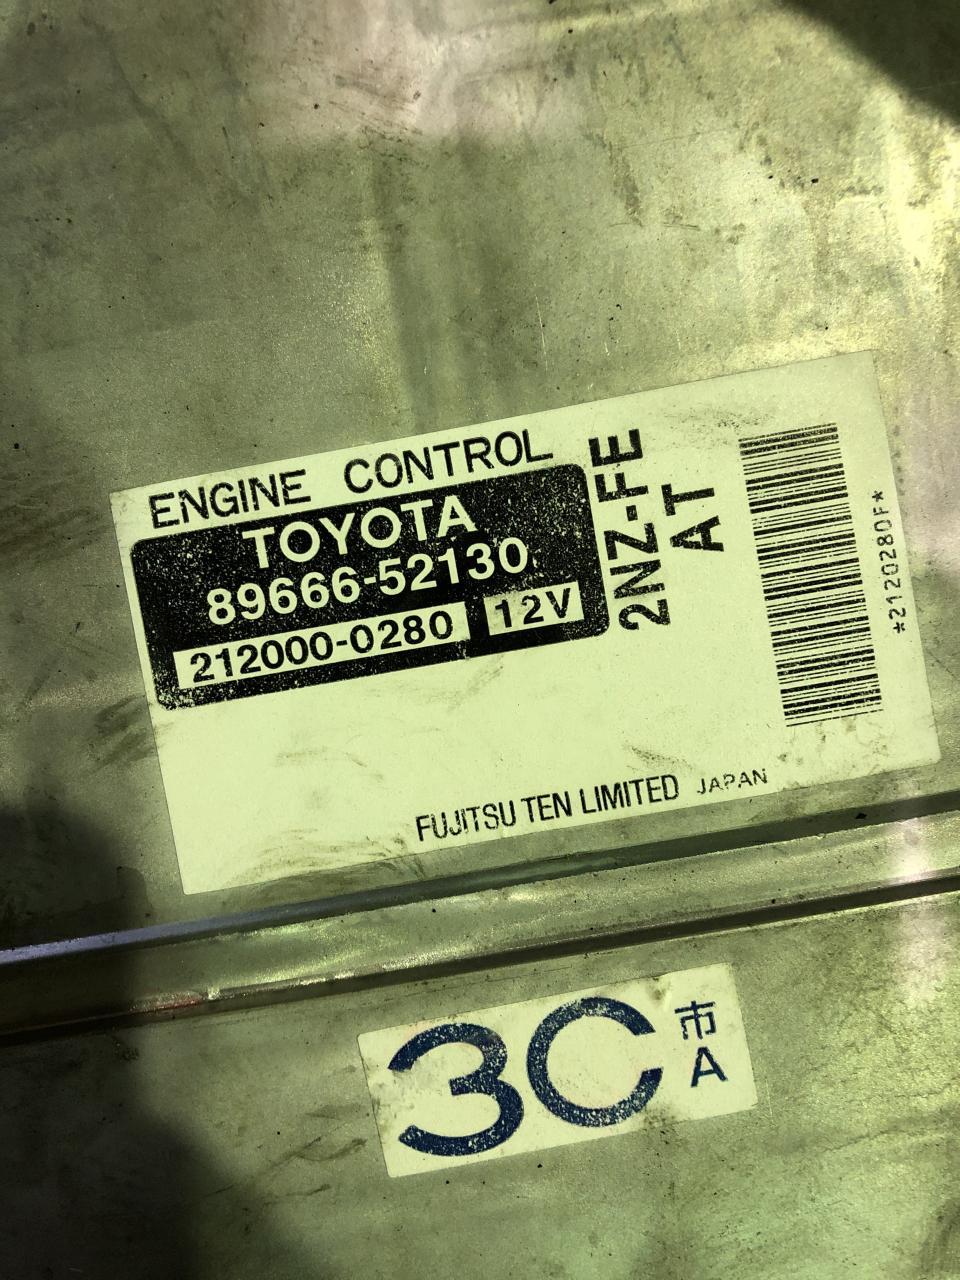 ENGINE CONTROL
TOYOTA
89666-52130
212000-0280 12V
2NZ-FE
AT
*2120280F*
FUJITSU TEN LIMITED JAPAN
3C 市
A